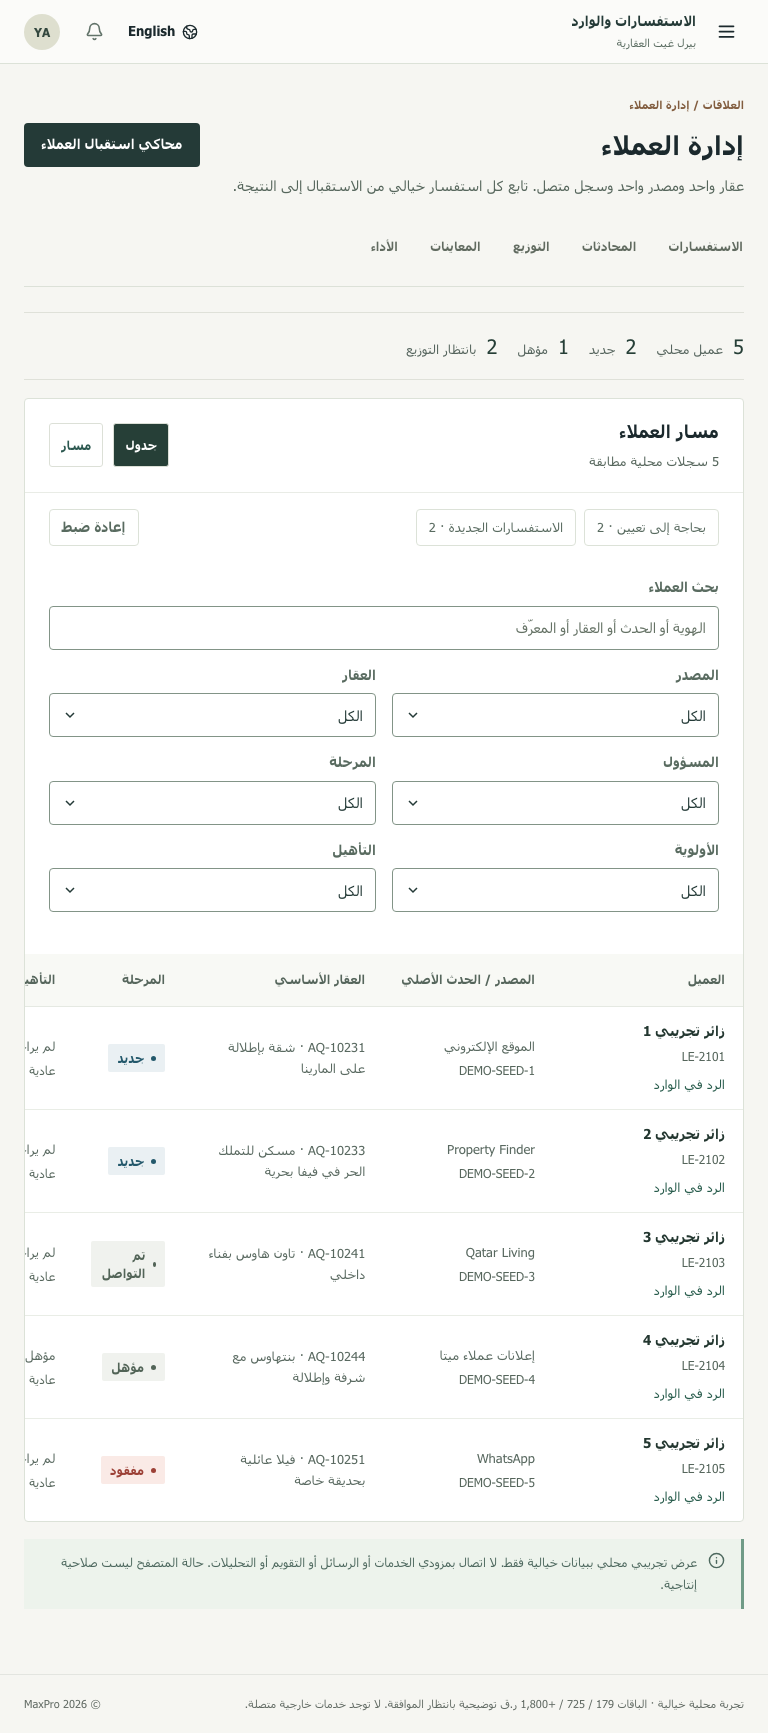 الاستفسارات والوارد
بيرل غيت العقارية
English
YA
العلاقات / إدارة العملاء
إدارة العملاء
محاكي استقبال العملاء
عقار واحد ومصدر واحد وسجل متصل. تابع كل استفسار خيالي من الاستقبال إلى النتيجة.
الاستفسارات المحادثات التوزيع المعاينات الأداء
5 عميل محلي 2 جديد 1 مؤهل 2 بانتظار التوزيع
مسار العملاء
5 سجلات محلية مطابقة
جدول مسار
بحاجة إلى تعيين · 2 الاستفسارات الجديدة · 2 إعادة ضبط
بحث العملاء
الهوية أو الحدث أو العقار أو المعرّف
المصدر العقار
الكل الكل
المسؤول المرحلة
الكل الكل
الأولوية التأهيل
الكل الكل
العميل المصدر / الحدث الأصلي العقار الأساسي المرحلة
زائر تجريبي 1
LE-2101
الرد في الوارد
الموقع الإلكتروني
DEMO-SEED-1
AQ-10231 · شقة بإطلالة
على المارينا
جديد
لم
عادية
زائر تجريبي 2
LE-2102
الرد في الوارد
Property Finder
DEMO-SEED-2
AQ-10233 · مسكن للتملك
الحر في فيفا بحرية
جديد
لم
عادية
زائر تجريبي 3
LE-2103
الرد في الوارد
Qatar Living
DEMO-SEED-3
AQ-10241 · تاون هاوس بفناء
داخلي
تم
التواصل
لم
عادية
زائر تجريبي 4
LE-2104
الرد في الوارد
إعلانات عملاء ميتا
DEMO-SEED-4
AQ-10244 · بنتهاوس مع
شرفة وإطلالة
مؤهل
مؤهل
عادية
زائر تجريبي 5
LE-2105
الرد في الوارد
WhatsApp
DEMO-SEED-5
AQ-10251 · فيلا عائلية
بحديقة خاصة
مفقود
لم
عادية
عرض تجريبي محلي ببيانات خيالية فقط. لا اتصال بمزودي الخدمات أو الرسائل أو التقويم أو التحليلات. حالة المتصفح ليست صلاحية
إنتاجية.
تجربة محلية خيالية · الباقات 179 / 725 / 1,800+ ر.ق توضيحية بانتظار الموافقة. لا توجد خدمات خارجية متصلة.
© 2026 MaxPro